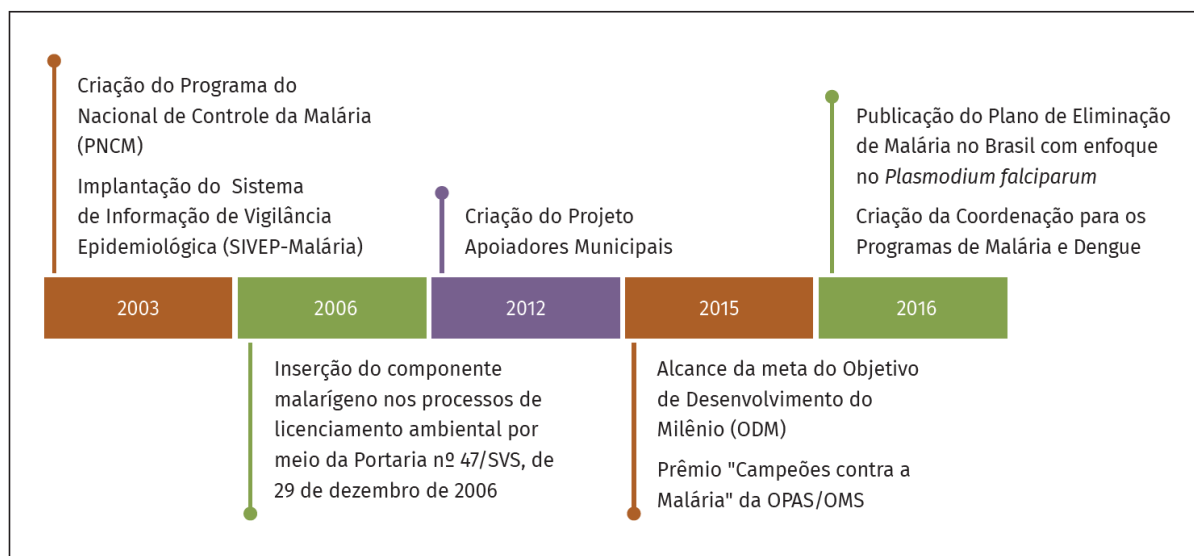 Criação do Programa do
Nacional de Controle da Malária
(PNCM)
Implantação do Sistema
de Informação de Vigilância
Epidemiológica (SIVEP-Malária)
Criação do Projeto
Apoiadores Municipais
Publicação do Plano de Eliminação
de Malária no Brasil com enfoque
no Plasmodium falciparum
Criação da Coordenação para os
Programas de Malária e Dengue
2003 2006 2012 2015 2016
Inserção do componente
malarígeno nos processos de
licenciamento ambiental por
meio da Portaria nº 47/SVS, de
29 de dezembro de 2006
Alcance da meta do Objetivo
de Desenvolvimento do
Milênio (ODM)
Prêmio "Campeões contra a
Malária" da OPAS/OMS